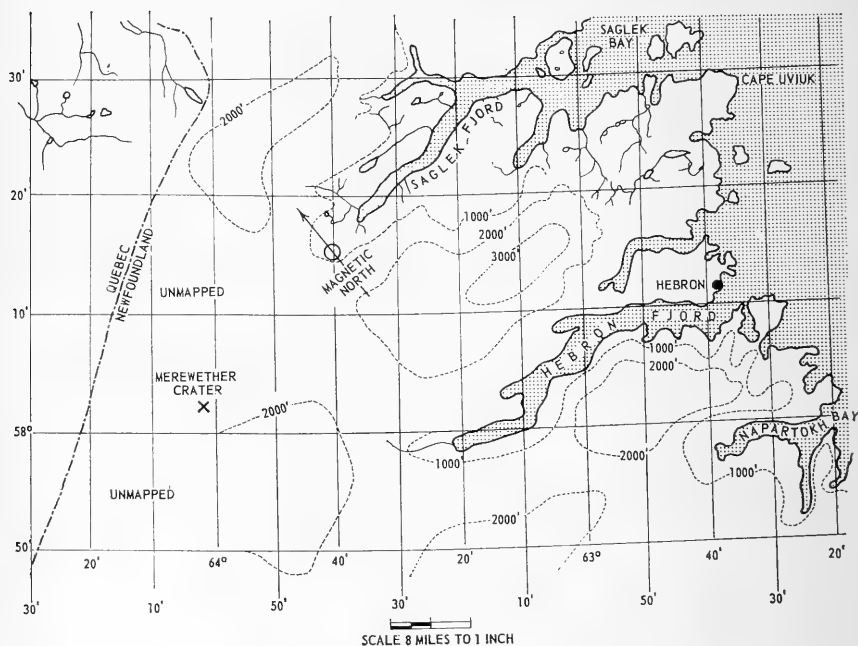 SAGLEK
BAY
CAPE UVIUK
30'
2000'
SAGLEK FJORD
20'
1000'
2000'
3000'
MAGNETIC
NORTH
QUEBEC
NEWFOUNDLAND
UNMAPPED
HEBRON
10'
HEBRON FJORD
1000'
2000'
MEREWETHER
CRATER
2000'
58°
NAPARTOKH BAY
1000'
2000
1000'
UNMAPPED
2000'
50'
20'
64°
40'
20'
63°
40'
20'
30'
10'
50'
30'
10'
50'
30'
SCALE 8 MILES TO 1 INCH